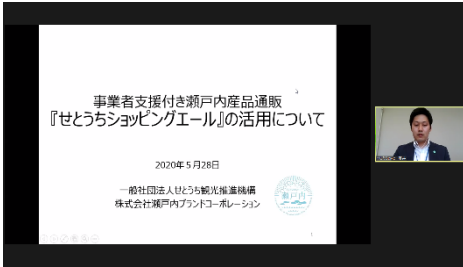 事業者支援付き瀬戸内産品通販
『せとうちショッピングエール』の活用について
2020年5月28日
一般社団法人せとうち観光推進機構
株式会社瀬戸内ブランドコーポレーション
瀬戸内
1